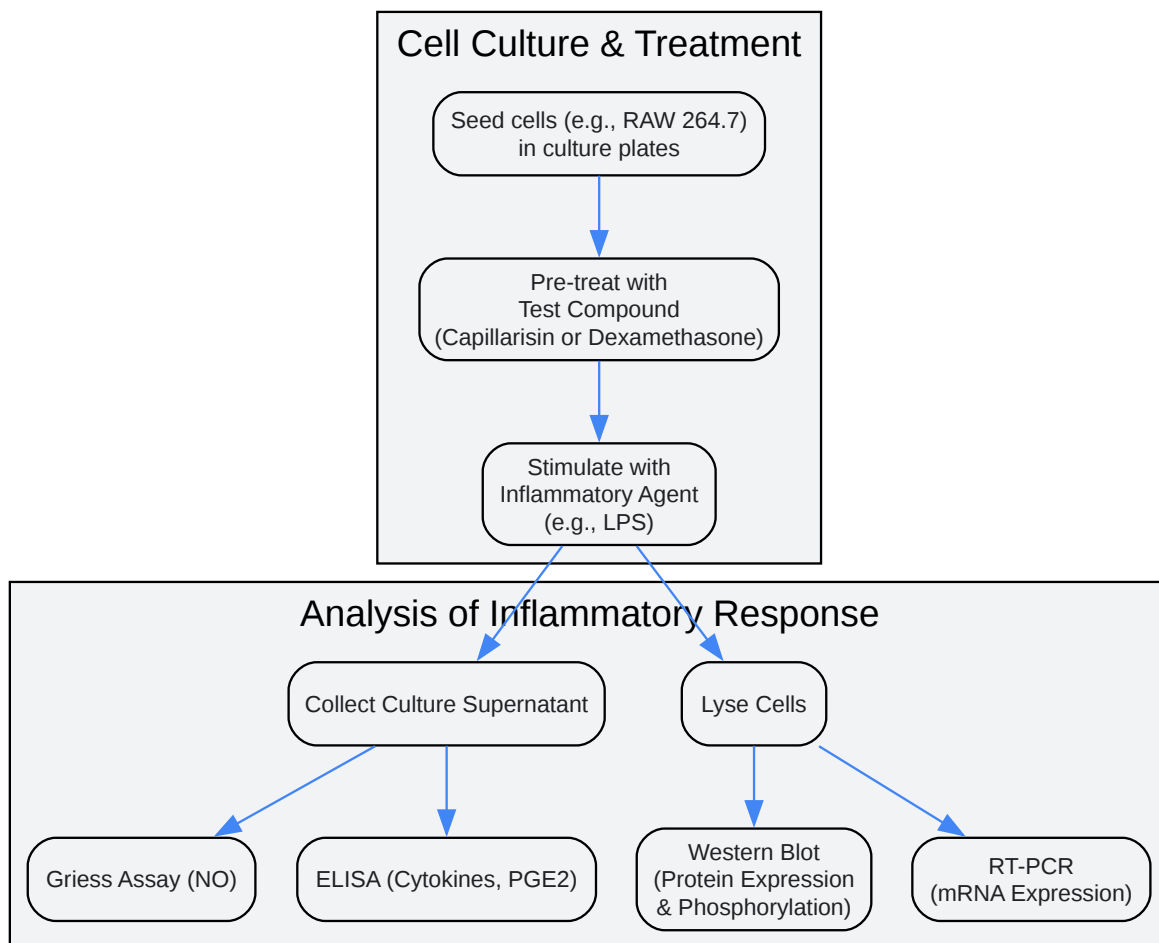 Cell Culture & Treatment
Seed cells (e.g., RAW 264.7)
in culture plates
Pre-treat with
Test Compound
(Capillarisin or Dexamethasone)
Stimulate with
Inflammatory Agent
(e.g., LPS)
Analysis of Inflammatory Response
Collect Culture Supernatant
Lyse Cells
Griess Assay (NO)
ELISA (Cytokines, PGE2)
Western Blot
(Protein Expression
& Phosphorylation)
RT-PCR
(mRNA Expression)